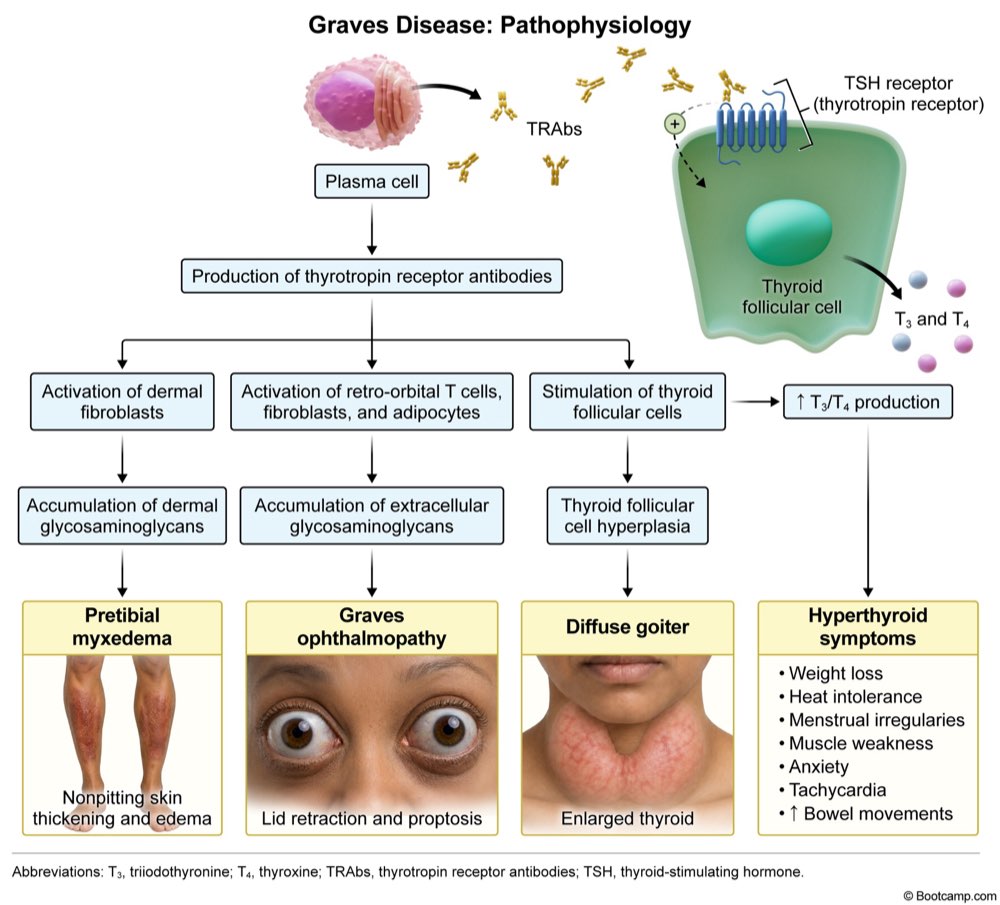 Graves Disease: Pathophysiology
TSH receptor
(thyrotropin receptor)
TRAbs
+
Plasma cell
Production of thyrotropin receptor antibodies
Thyroid
follicular cell
T₃ and T₄
Activation of dermal
fibroblasts
Activation of retro-orbital T cells,
fibroblasts, and adipocytes
Stimulation of thyroid
follicular cells
↑ T₃/T₄ production
Accumulation of dermal
glycosaminoglycans
Accumulation of extracellular
glycosaminoglycans
Thyroid follicular
cell hyperplasia
Pretibial
myxedema
Nonpitting skin
thickening and edema
Graves
ophthalmopathy
Lid retraction and proptosis
Diffuse goiter
Enlarged thyroid
Hyperthyroid
symptoms
• Weight loss
• Heat intolerance
• Menstrual irregularies
• Muscle weakness
• Anxiety
• Tachycardia
• ↑ Bowel movements
Abbreviations: T₃, triiodothyronine; T₄, thyroxine; TRAbs, thyrotropin receptor antibodies; TSH, thyroid-stimulating hormone.
© Bootcamp.com